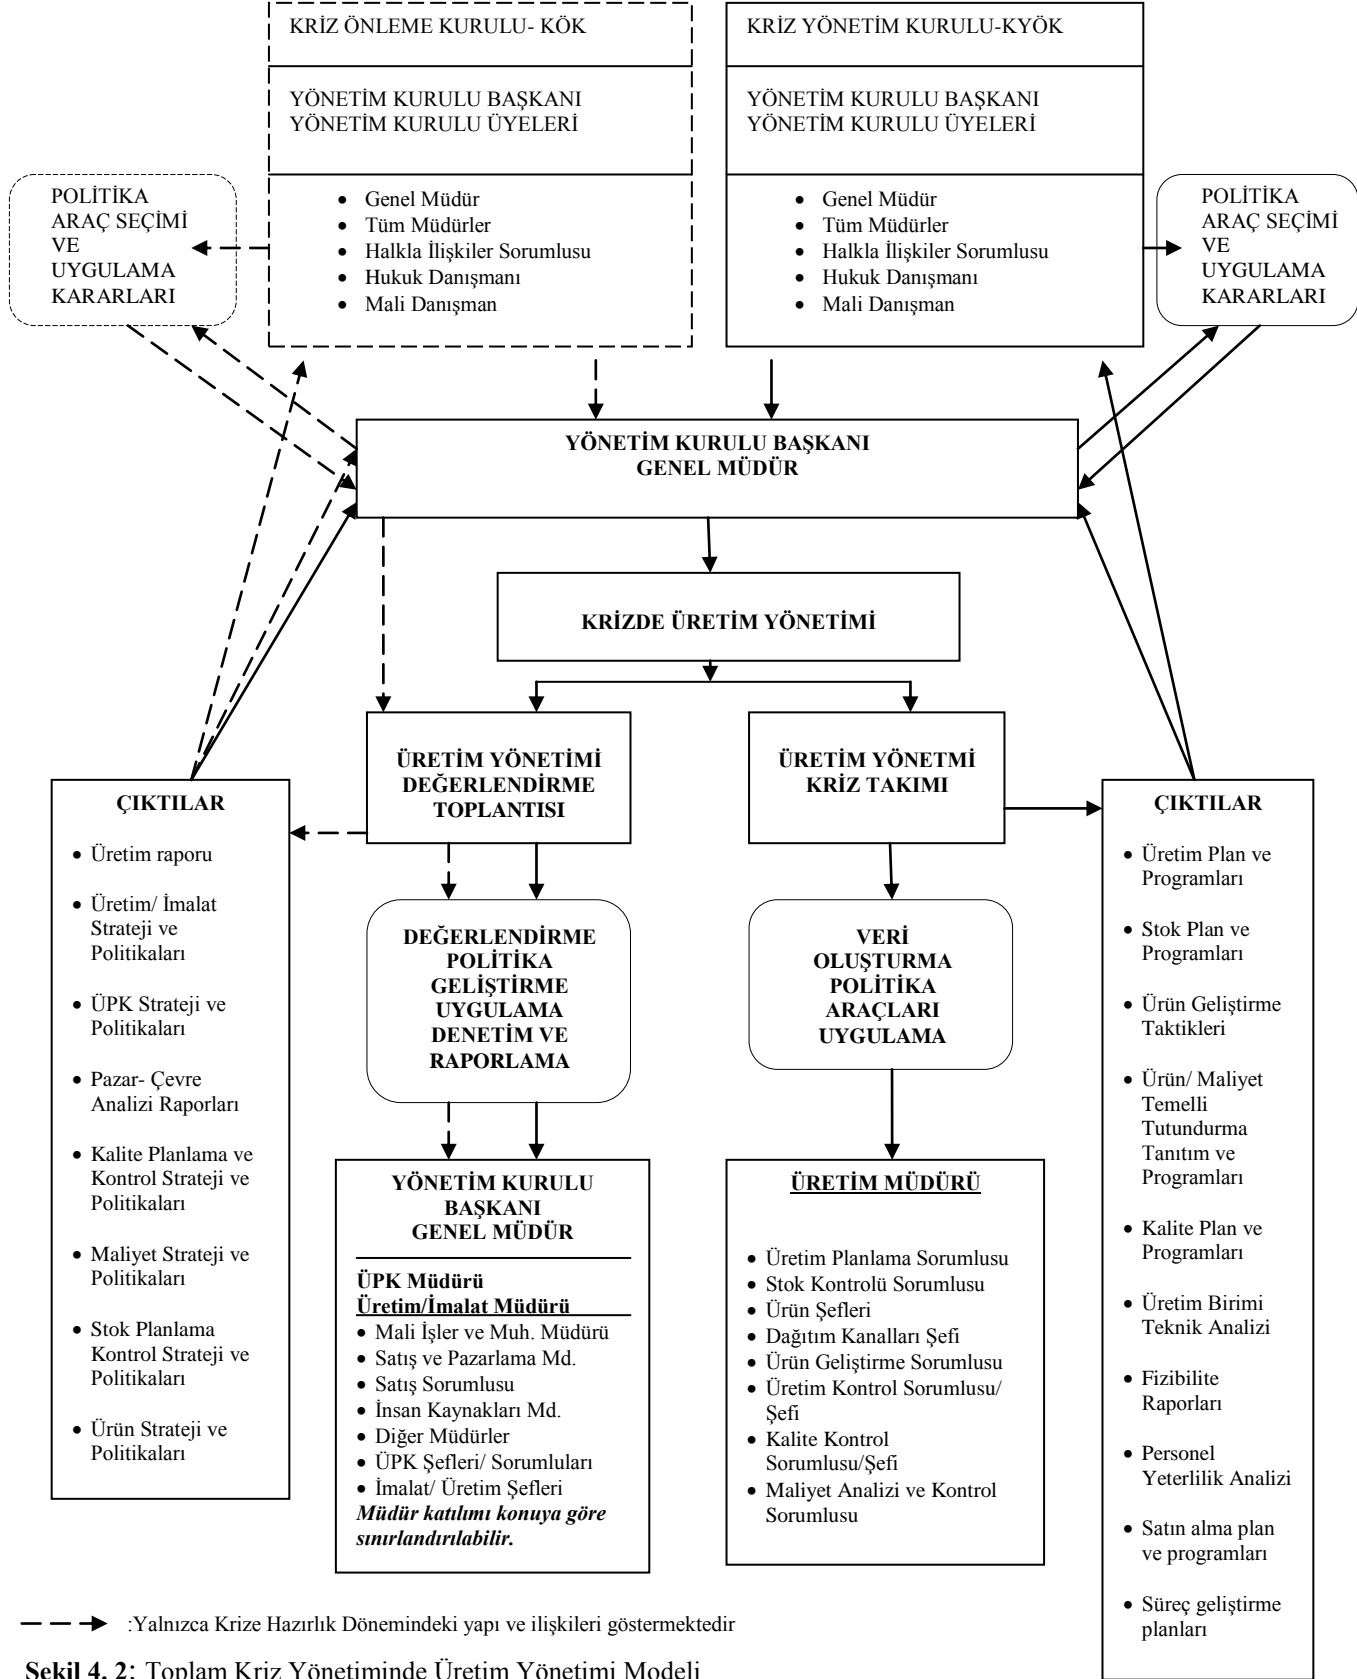 KRİZ ÖNLEME KURULU- KÖK
YÖNETİM KURULU BAŞKANI
YÖNETİM KURULU ÜYELERİ
• Genel Müdür
• Tüm Müdürler
• Halkla İlişkiler Sorumlusu
• Hukuk Danışmanı
• Mali Danışman
KRİZ YÖNETİM KURULU-KYÖK
YÖNETİM KURULU BAŞKANI
YÖNETİM KURULU ÜYELERİ
• Genel Müdür
• Tüm Müdürler
• Halkla İlişkiler Sorumlusu
• Hukuk Danışmanı
• Mali Danışman
POLİTİKA
ARAÇ SEÇİMİ
VE
UYGULAMA
KARARLARI
POLİTİKA
ARAÇ SEÇİMİ
VE
UYGULAMA
KARARLARI
YÖNETİM KURULU BAŞKANI
GENEL MÜDÜR
KRİZDE ÜRETİM YÖNETİMİ
ÜRETİM YÖNETİMİ
DEĞERLENDİRME
TOPLANTISI
ÜRETİM YÖNETMİ
KRİZ TAKIMI
ÇIKTILAR
• Üretim raporu
• Üretim/ İmalat
Strateji ve
Politikaları
• ÜPK Strateji ve
Politikaları
• Pazar- Çevre
Analizi Raporları
• Kalite Planlama ve
Kontrol Strateji ve
Politikaları
• Maliyet Strateji ve
Politikaları
• Stok Planlama
Kontrol Strateji ve
Politikaları
• Ürün Strateji ve
Politikaları
DEĞERLENDİRME
POLİTİKA
GELİŞTİRME
UYGULAMA
DENETİM VE
RAPORLAMA
VERİ
OLUŞTURMA
POLİTİKA
ARAÇLARI
UYGULAMA
YÖNETİM KURULU
BAŞKANI
GENEL MÜDÜR
ÜPK Müdürü
Üretim/İmalat Müdürü
• Mali İşler ve Muh. Müdürü
• Satış ve Pazarlama Md.
• Satış Sorumlusu
• İnsan Kaynakları Md.
• Diğer Müdürler
• ÜPK Şefleri/ Sorumluları
• İmalat/ Üretim Şefleri
Müdür katılımı konuya göre
sınırlandırılabilir.
ÜRETİM MÜDÜRÜ
• Üretim Planlama Sorumlusu
• Stok Kontrolü Sorumlusu
• Ürün Şefleri
• Dağıtım Kanalları Şefi
• Ürün Geliştirme Sorumlusu
• Üretim Kontrol Sorumlusu/
Şefi
• Kalite Kontrol
Sorumlusu/Şefi
• Maliyet Analizi ve Kontrol
Sorumlusu
ÇIKTILAR
• Üretim Plan ve
Programları
• Stok Plan ve
Programları
• Ürün Geliştirme
Taktikleri
• Ürün/ Maliyet
Temelli
Tutundurma
Tanıtım ve
Programları
• Kalite Plan ve
Programları
• Üretim Birimi
Teknik Analizi
• Fizibilite
Raporları
• Personel
Yeterlilik Analizi
• Satın alma plan
ve programları
• Süreç geliştirme
planları
:Yalnızca Krize Hazırlık Dönemindeki yapı ve ilişkileri göstermektedir
Şekil 4. 2: Toplam Kriz Yönetiminde Üretim Yönetimi Modeli